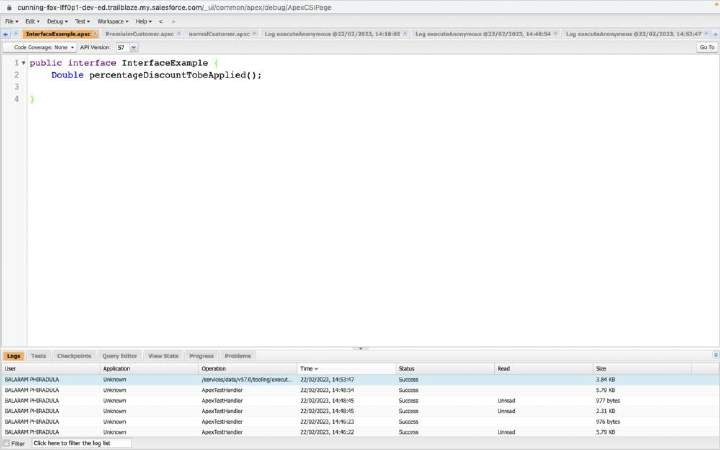 cunning-fox-lff0p1-dev-ed.trailblaze.my.salesforce.com/_ui/common/apex/debug/ApexCSIPage
File Edit Debug Test Workspace Help < >
InterfaceExample.apxc PremiumCustomer.apxc normalCustomer.apxc Log executeAnonymous @22/02/2023, 14:18:05 Log executeAnonymous @22/02/2023, 14:48:54 Log executeAnonymous @22/02/2023, 14:53:47
Code Coverage: None API Version: 57 Go To
1 public interface InterfaceExample {
2 Double percentageDiscountTobeApplied();
3
4 }
Logs Tests Checkpoints Query Editor View State Progress Problems
User Application Operation Time Status Read Size
BALARAM PHIRADULA Unknown /services/data/v57.0/tooling/execut... 22/02/2023, 14:53:47 Success 3.84 KB
BALARAM PHIRADULA Unknown ApexTestHandler 22/02/2023, 14:48:54 Success 5.79 KB
BALARAM PHIRADULA Unknown ApexTestHandler 22/02/2023, 14:48:45 Success Unread 977 bytes
BALARAM PHIRADULA Unknown ApexTestHandler 22/02/2023, 14:48:45 Success Unread 2.31 KB
BALARAM PHIRADULA Unknown ApexTestHandler 22/02/2023, 14:46:23 Success 976 bytes
BALARAM PHIRADULA Unknown ApexTestHandler 22/02/2023, 14:46:22 Success Unread 5.79 KB
Filter Click here to filter the log list